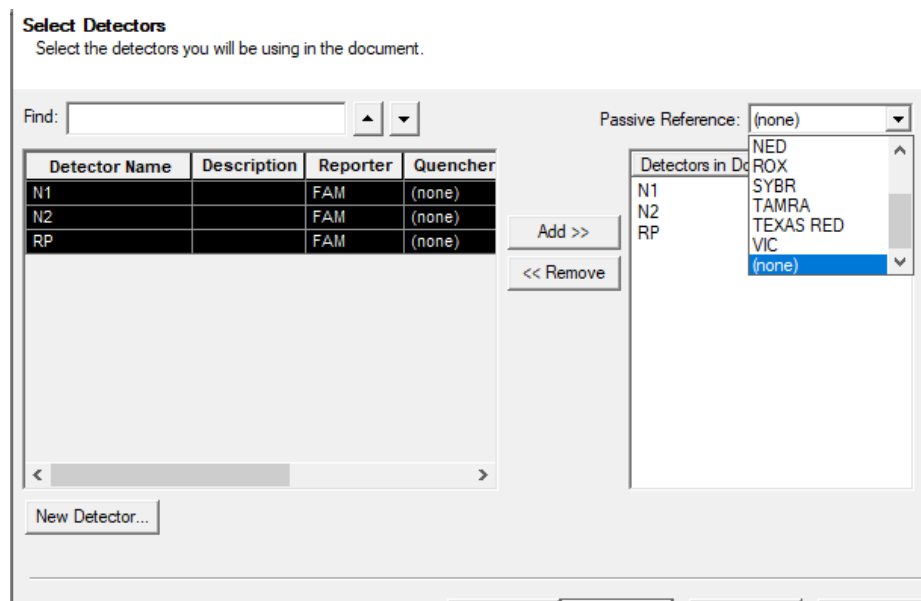 Select Detectors
Select the detectors you will be using in the document.
Find:
Passive Reference: (none)
NED
ROX
SYBR
TAMRA
TEXAS RED
VIC
(none)
Detector Name Description Reporter Quencher
N1 FAM (none)
N2 FAM (none)
RP FAM (none)
Add >>
<< Remove
Detectors in
N1
N2
RP
New Detector...